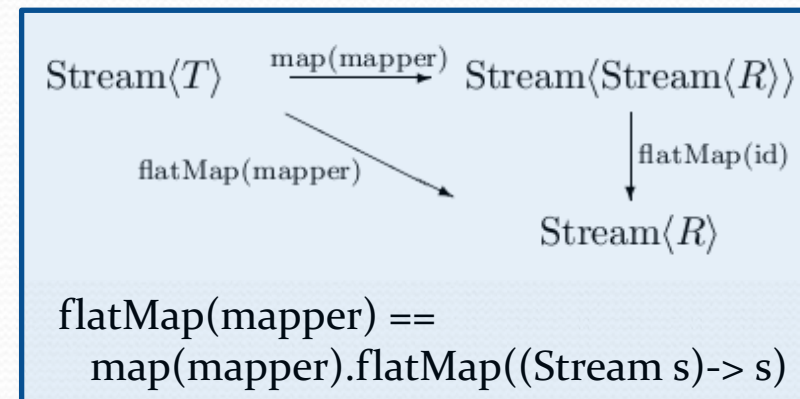 Stream⟨T⟩ map(mapper) Stream⟨Stream⟨R⟩⟩
flatMap(mapper) flatMap(id)
Stream⟨R⟩
flatMap(mapper) ==
map(mapper).flatMap((Stream s)-> s)